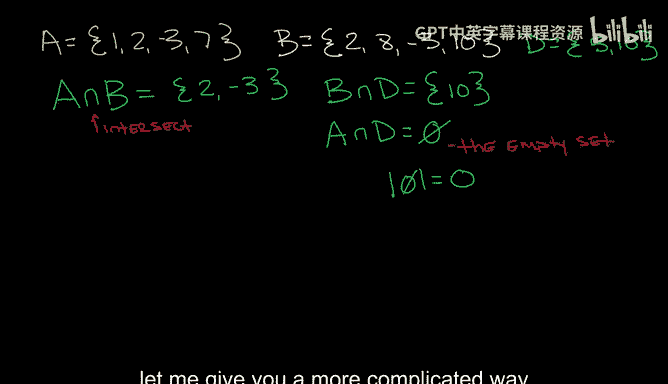 A = {1, 2, -3, 7} B = {2, 8, -3, 10} D = {5, 10}
GPT中英字幕课程资源 bilibili
A∩B = {2, -3} B∩D = {10}
↑intersect
A∩D = ∅ - the empty set
|∅| = 0
let me give you a more complicated way